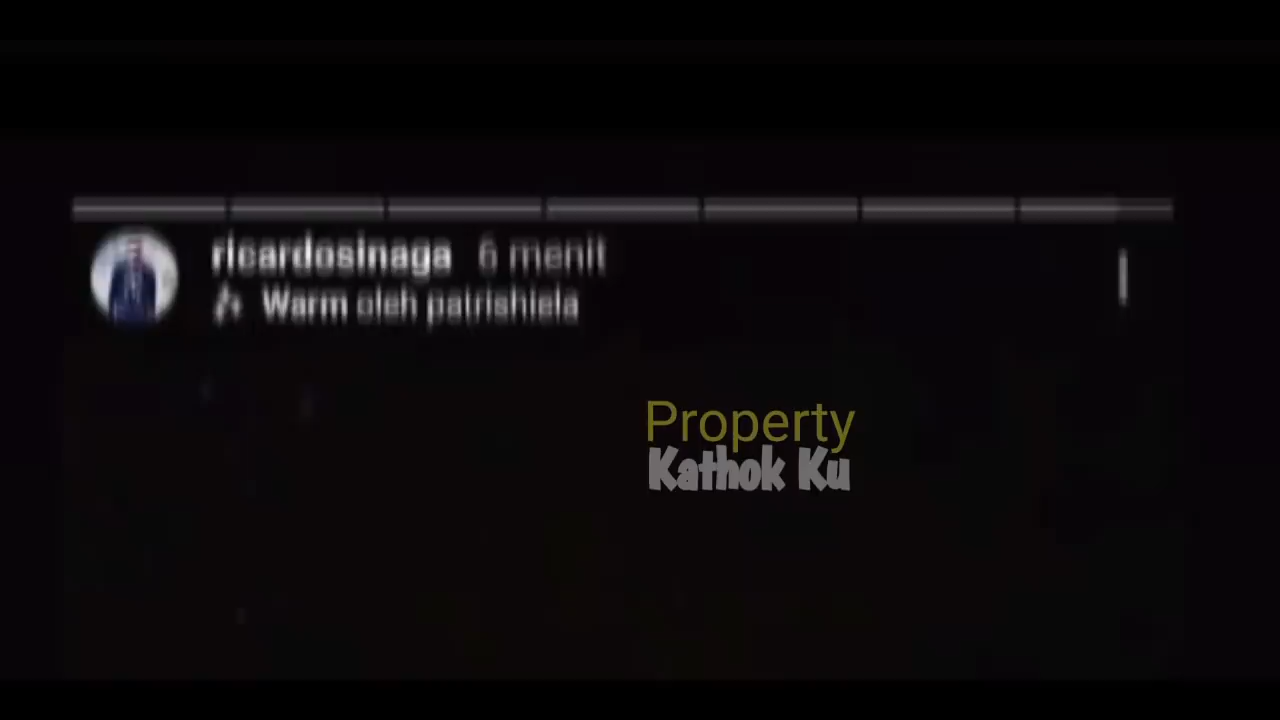 ricardosinaga 6 menit
Warm oleh patrishiela
Property
Kathok Ku